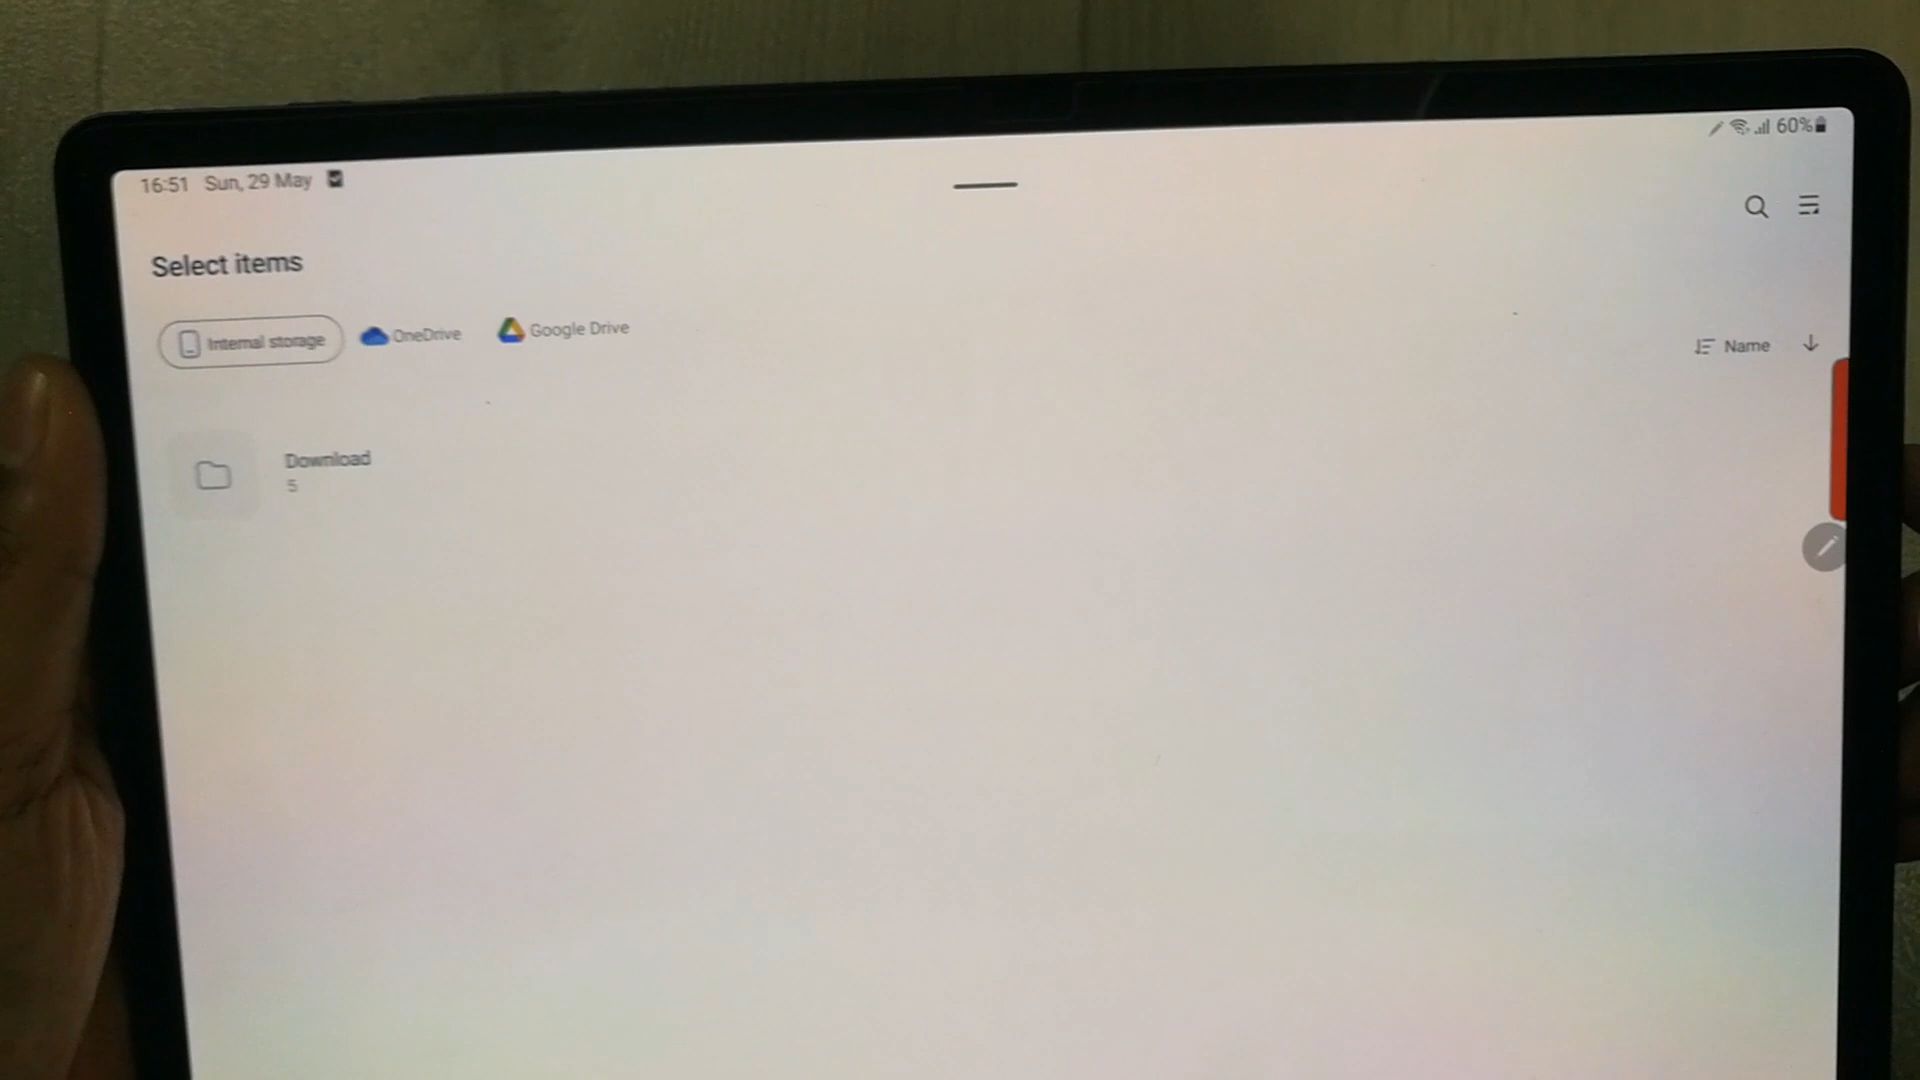 16:51 Sun, 29 May
60%
Select items
Internal storage
OneDrive
Google Drive
Name
Download
5